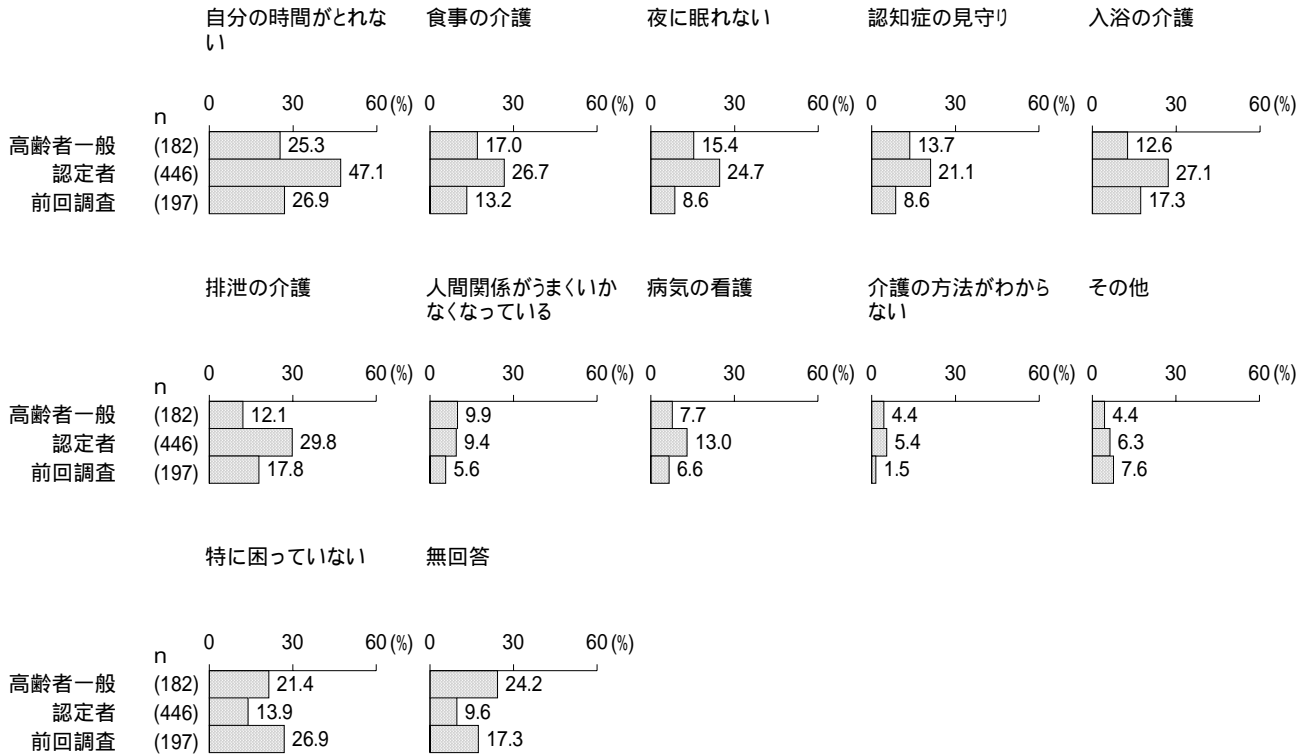 自分の時間がとれな 食事の介護 夜に眠れない 認知症の見守り 入浴の介護
い
0 30 60(%) 0 30 60(%) 0 30 60(%) 0 30 60(%) 0 30 60(%)
n
高齢者一般 (182) 25.3 17.0 15.4 13.7 12.6
認定者 (446) 47.1 26.7 24.7 21.1 27.1
前回調査 (197) 26.9 13.2 8.6 8.6 17.3
排泄の介護 人間関係がうまくいか 病気の看護 介護の方法がわから その他
なくなっている ない
0 30 60(%) 0 30 60(%) 0 30 60(%) 0 30 60(%) 0 30 60(%)
n
高齢者一般 (182) 12.1 9.9 7.7 4.4 4.4
認定者 (446) 29.8 9.4 13.0 5.4 6.3
前回調査 (197) 17.8 5.6 6.6 1.5 7.6
特に困っていない 無回答
0 30 60(%) 0 30 60(%)
n
高齢者一般 (182) 21.4 24.2
認定者 (446) 13.9 9.6
前回調査 (197) 26.9 17.3